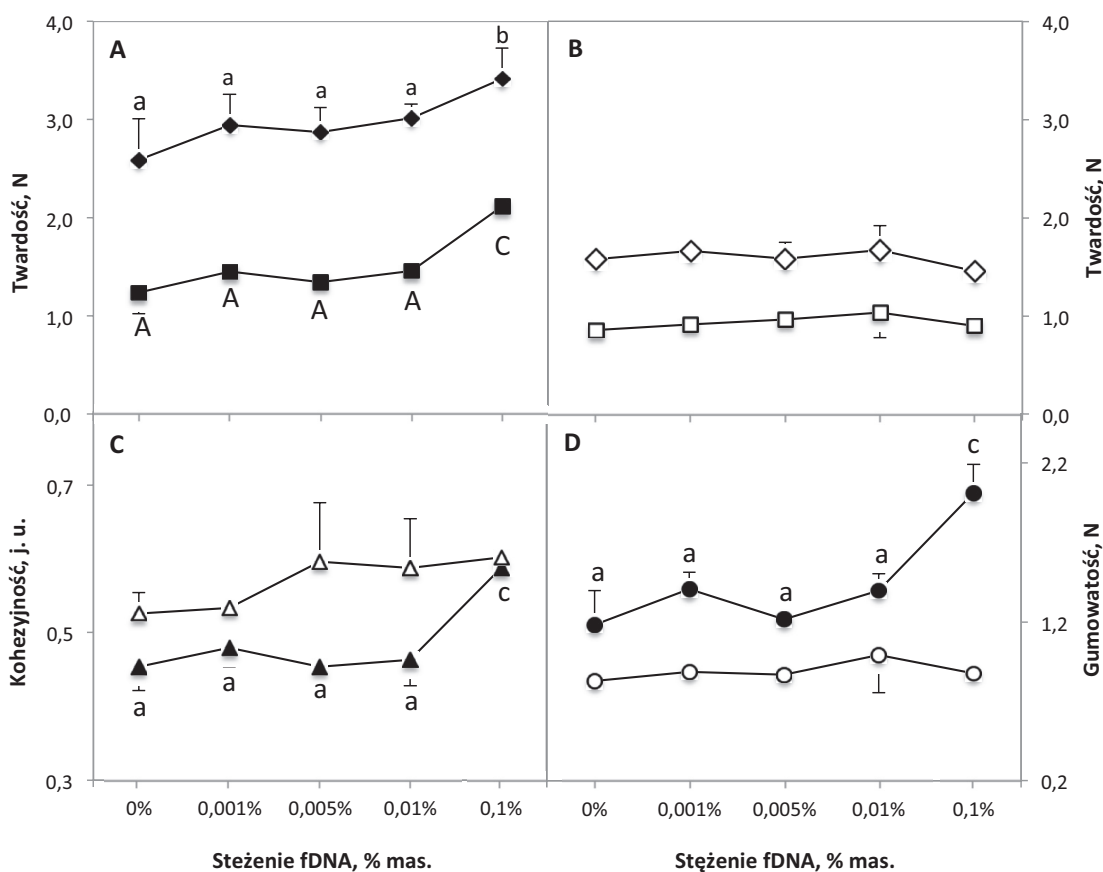 4,0
4,0
A
B
b
a
a
a
a
3,0
3,0
Twardość, N
Twardość, N
2,0
2,0
C
A
A
A
A
1,0
1,0
0,0
0,0
C
D
c
2,2
0,7
Kohezyjność, j. u.
Gumowatość, N
a
a
a
a
1,2
0,5
c
a
a
a
a
0,3
0,2
0% 0,001% 0,005% 0,01% 0,1%
0% 0,001% 0,005% 0,01% 0,1%
Steżenie fDNA, % mas.
Stężenie fDNA, % mas.